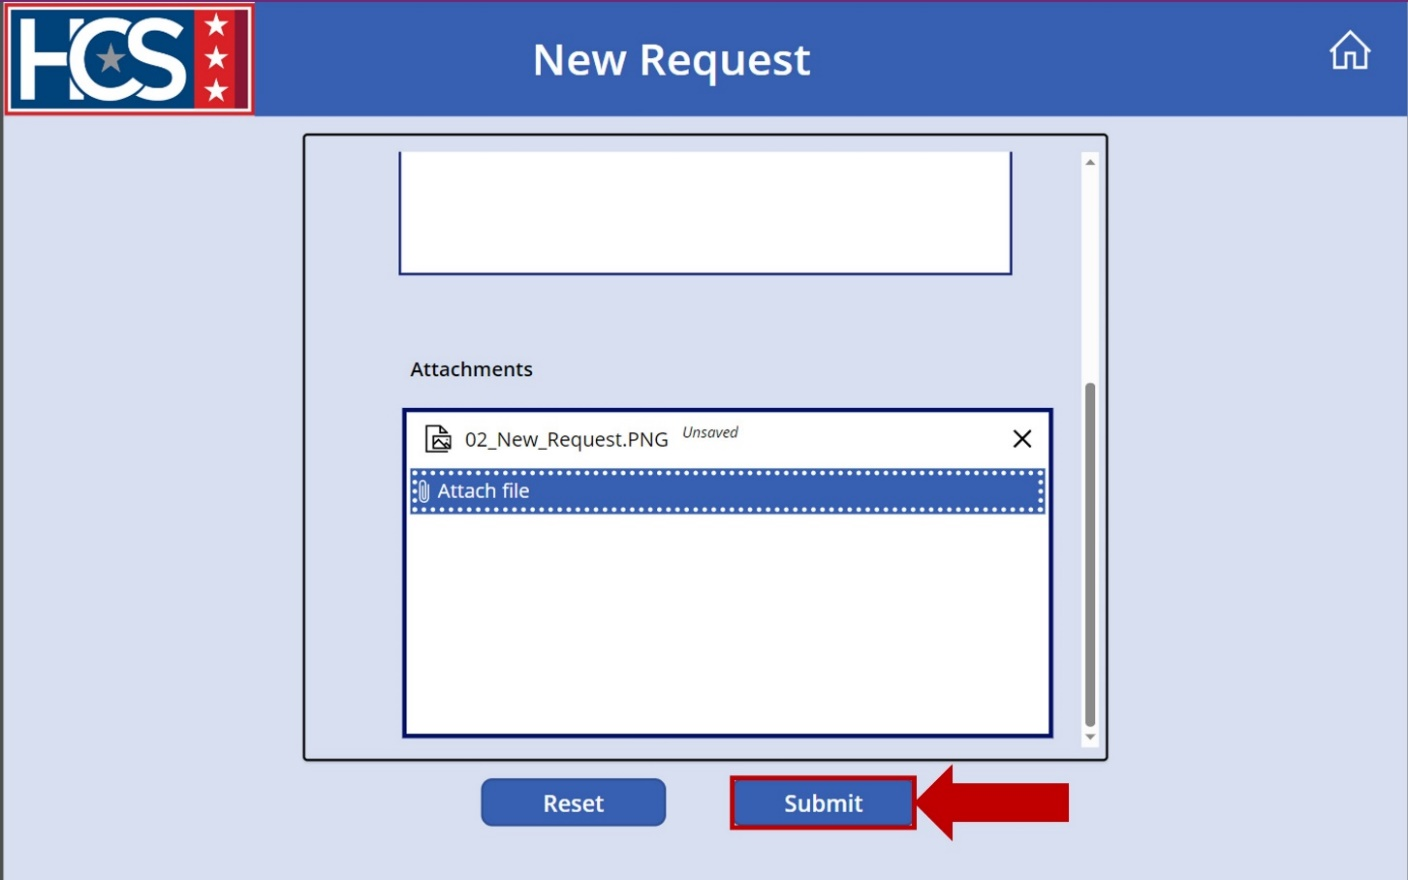 HCS
New Request
Attachments
02_New_Request.PNG Unsaved
Attach file
Reset
Submit